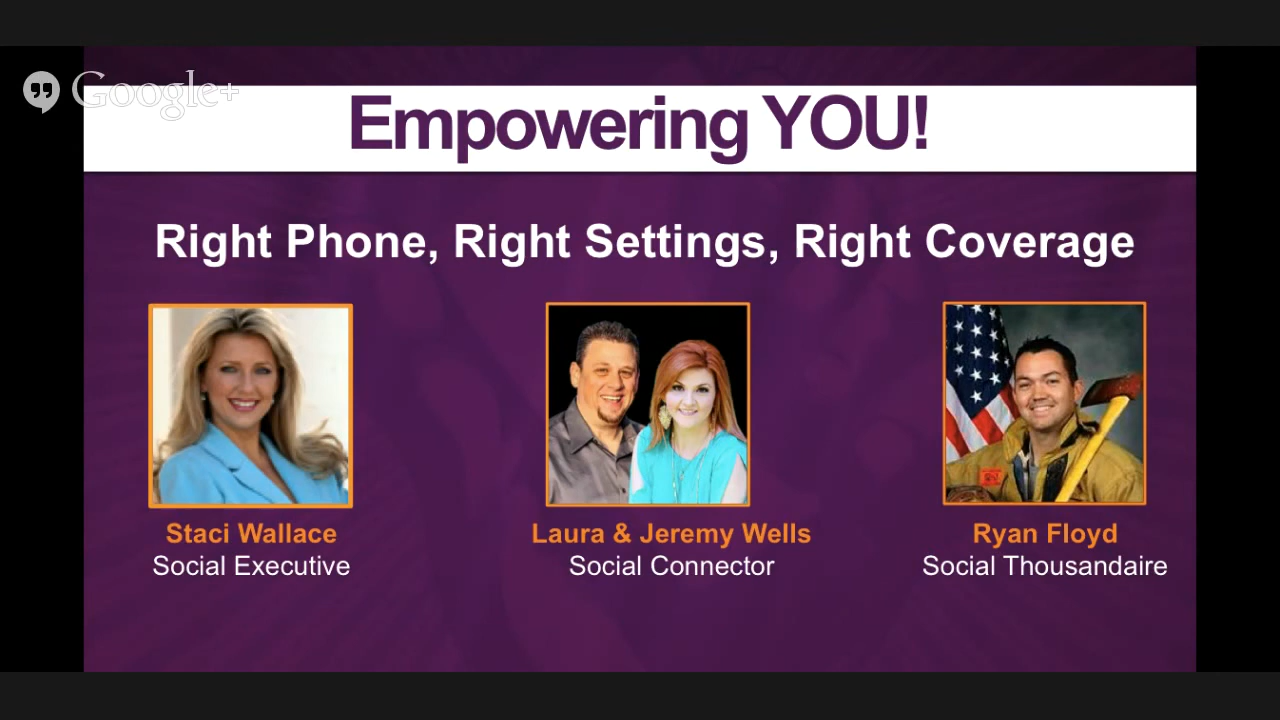 Google+
Empowering YOU!
Right Phone, Right Settings, Right Coverage
Staci Wallace
Social Executive
Laura & Jeremy Wells
Social Connector
Ryan Floyd
Social Thousandaire